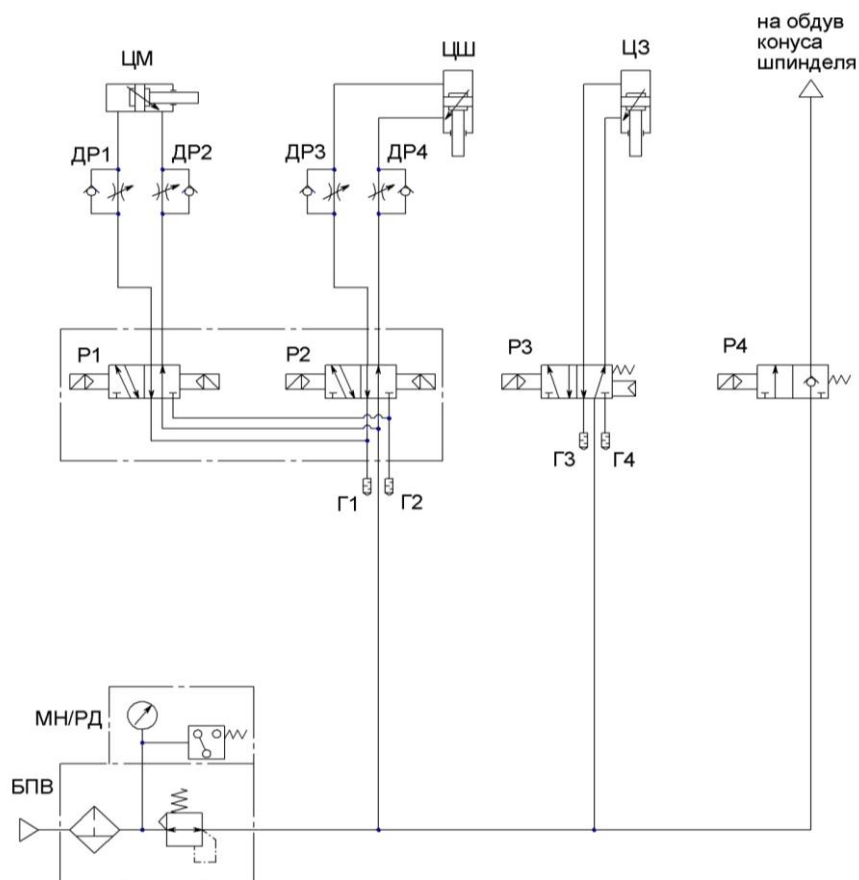 на обдув
конуса
шпинделя
ЦМ
ЦШ
ЦЗ
ДР1
ДР2
ДР3
ДР4
Р1
Р2
Р3
Р4
Г1
Г2
Г3
Г4
МН/РД
БПВ